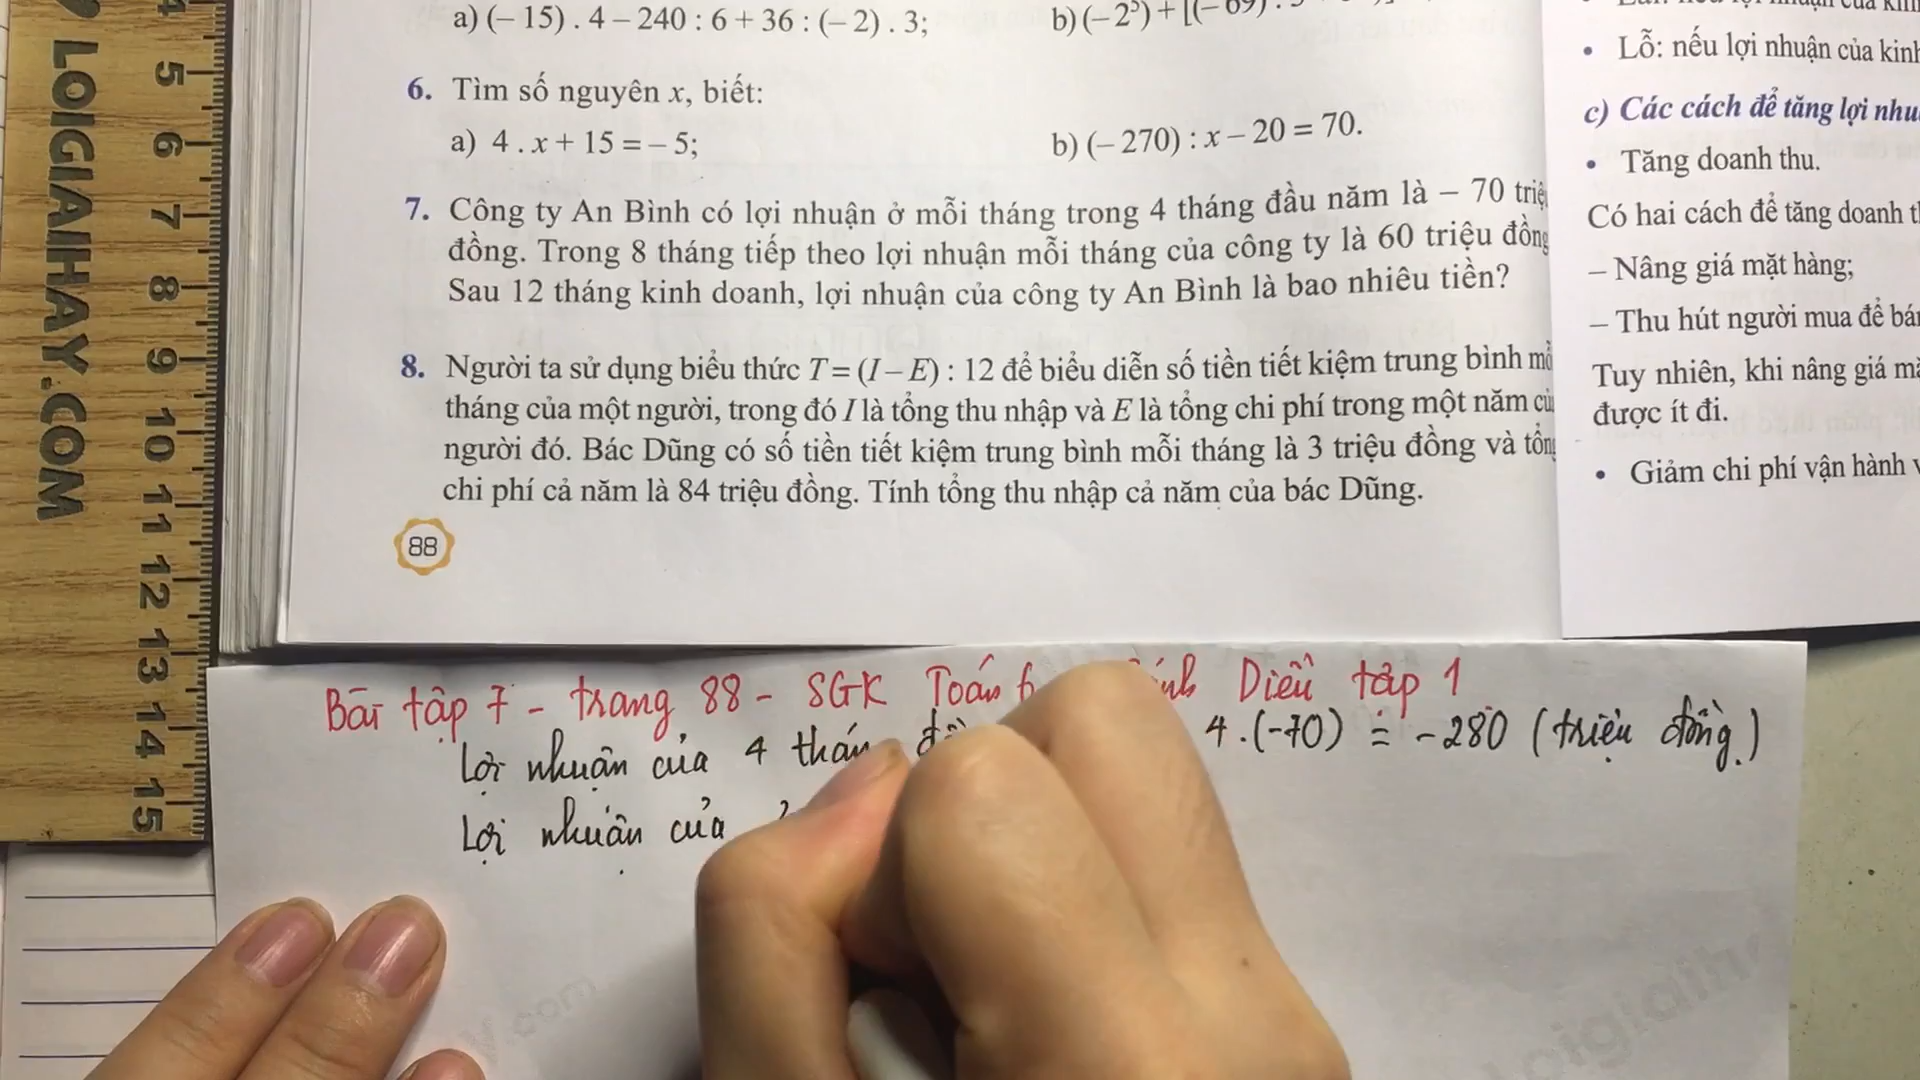 a) (– 15) . 4 – 240 : 6 + 36 : (– 2) . 3;
b) (– 2
6. Tìm số nguyên x, biết:
a) 4 . x + 15 = – 5;
b) (– 270) : x – 20 = 70.
7. Công ty An Bình có lợi nhuận ở mỗi tháng trong 4 tháng đầu năm là – 70
đồng. Trong 8 tháng tiếp theo lợi nhuận mỗi tháng của công ty là 60 triệu đồng
Sau 12 tháng kinh doanh, lợi nhuận của công ty An Bình là bao nhiêu tiền?
8. Người ta sử dụng biểu thức T = (I – E) : 12 để biểu diễn số tiền tiết kiệm trung bình
tháng của một người, trong đó I là tổng thu nhập và E là tổng chi phí trong một năm
người đó. Bác Dũng có số tiền tiết kiệm trung bình mỗi tháng là 3 triệu đồng và
chi phí cả năm là 84 triệu đồng. Tính tổng thu nhập cả năm của bác Dũng.
88
• Lỗ: nếu lợi nhuận của
c) Các cách để tăng lợi
• Tăng doanh thu.
Có hai cách để tăng doanh
– Nâng giá mặt hàng;
– Thu hút người mua để
Tuy nhiên, khi nâng giá
được ít đi.
• Giảm chi phí vận hành
Bài tập 7 - trang 88 - SGK Toán 6 Diều tập 1
Lợi nhuận của 4 4 . (-70) = -280 (triệu đồng)
Lợi nhuận của
LOIGIAIHAY.COM
5
6
7
8
9
10
11
12
13
14
15